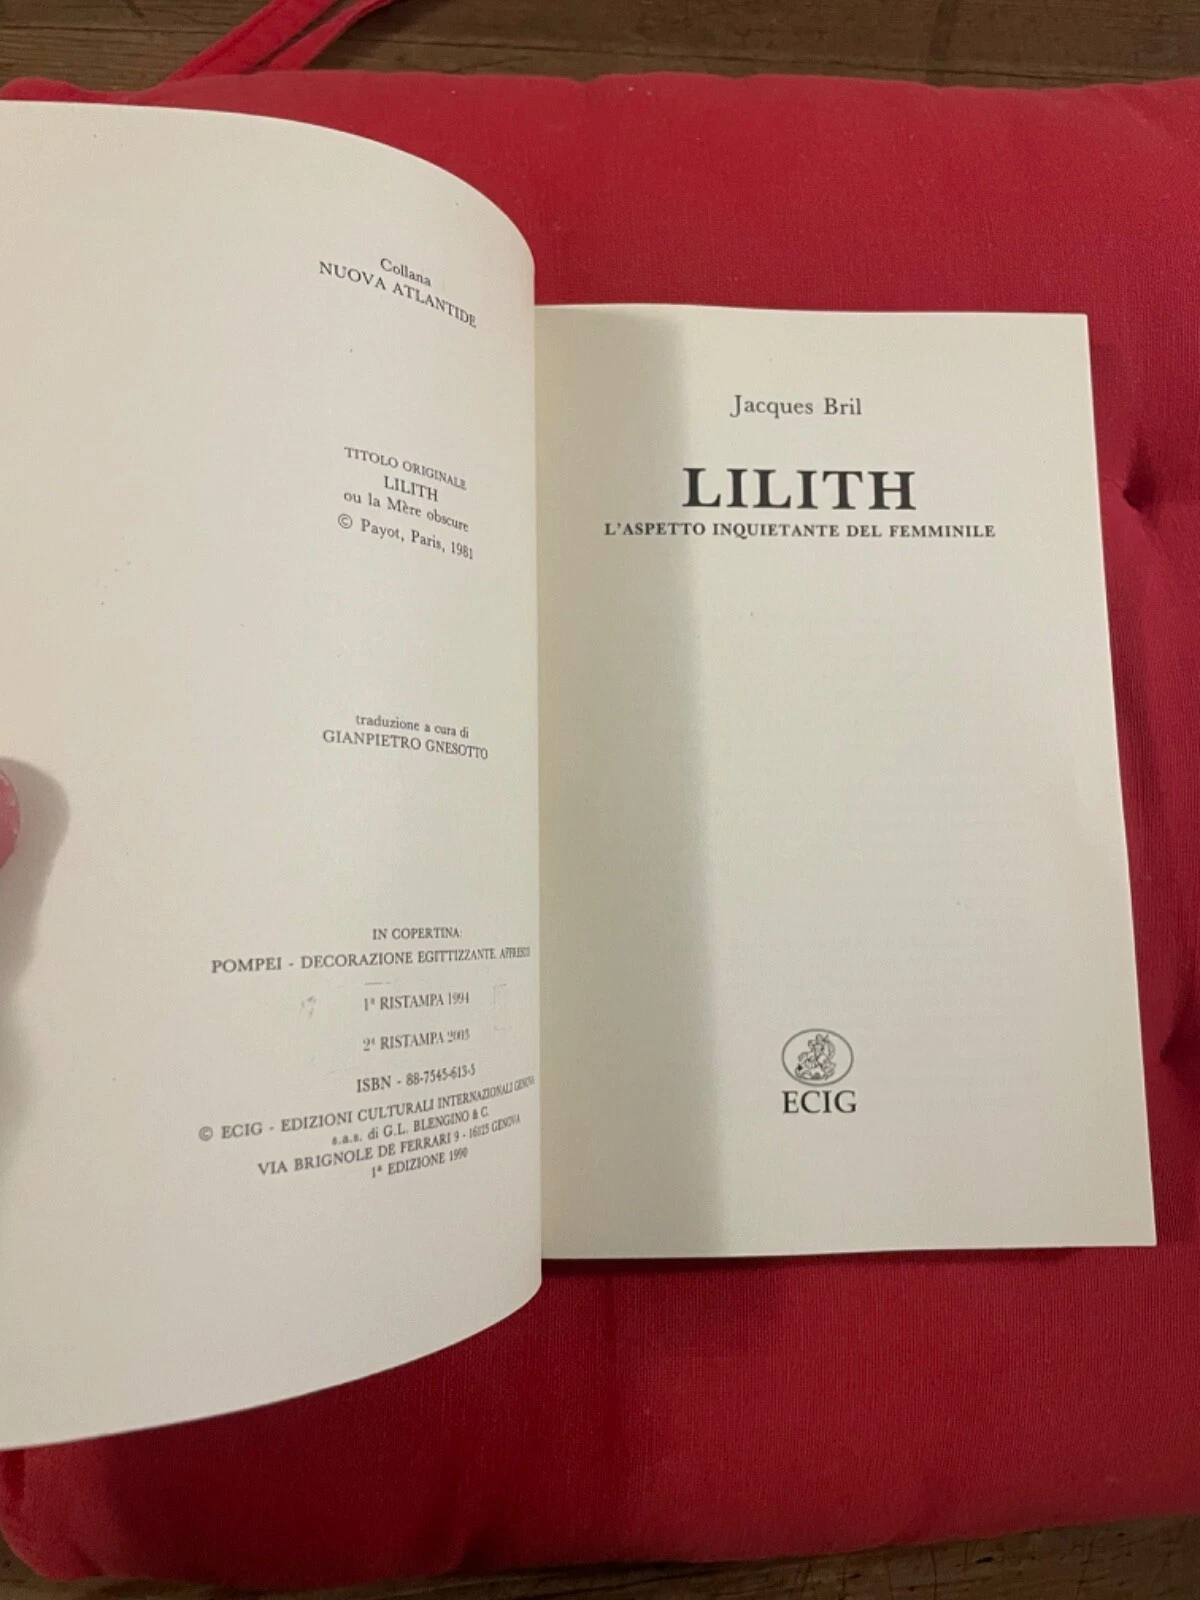 Collana
NUOVA ATLANTIDE
TITOLO ORIGINALE
LILITH
ou la Mère obscure
© Payot, Paris, 1981
traduzione a cura di
GIANPIETRO GNESOTTO
IN COPERTINA:
POMPEI - DECORAZIONE EGITTIZZANTE. AFFRESCO
1ª RISTAMPA 1994
2ª RISTAMPA 2003
ISBN - 88-7545-613-5
© ECIG - EDIZIONI CULTURALI INTERNAZIONALI GENOVA
s.a.s. di G.L. BLENGINO & C.
VIA BRIGNOLE DE FERRARI 9 - 16125 GENOVA
1ª EDIZIONE 1990
Jacques Bril
LILITH
L'ASPETTO INQUIETANTE DEL FEMMINILE
ECIG